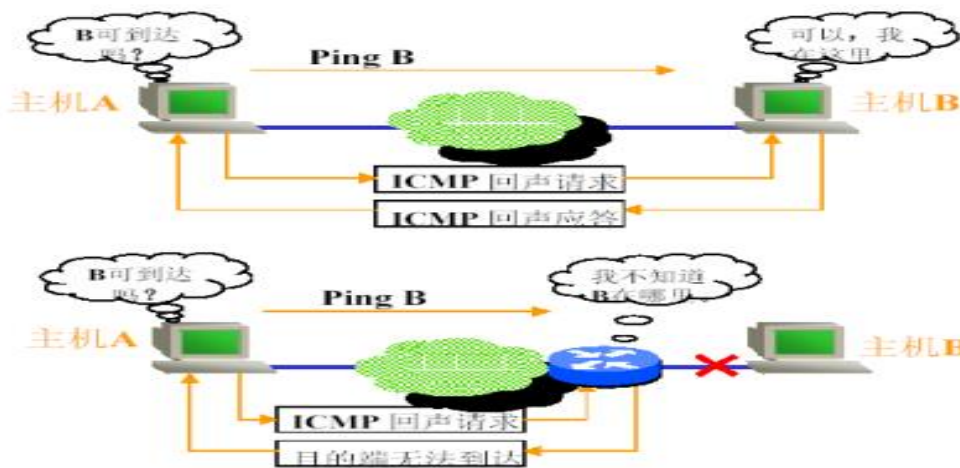 B可到达
吗？
可以，我
在这里
Ping B
主机A
主机B
ICMP 回声请求
ICMP 回声应答
B可到达
吗？
我不知道
B在哪里
Ping B
主机A
主机B
ICMP 回声请求
目的端无法到达